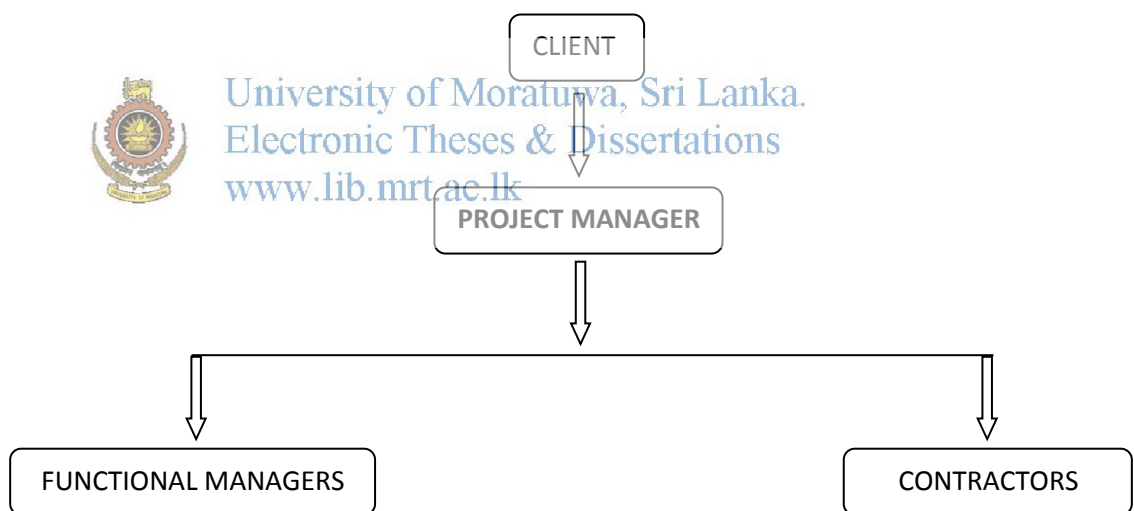 CLIENT
University of Moratuwa, Sri Lanka.
Electronic Theses & Dissertations
www.lib.mrt.ac.lk
PROJECT MANAGER
FUNCTIONAL MANAGERS
CONTRACTORS